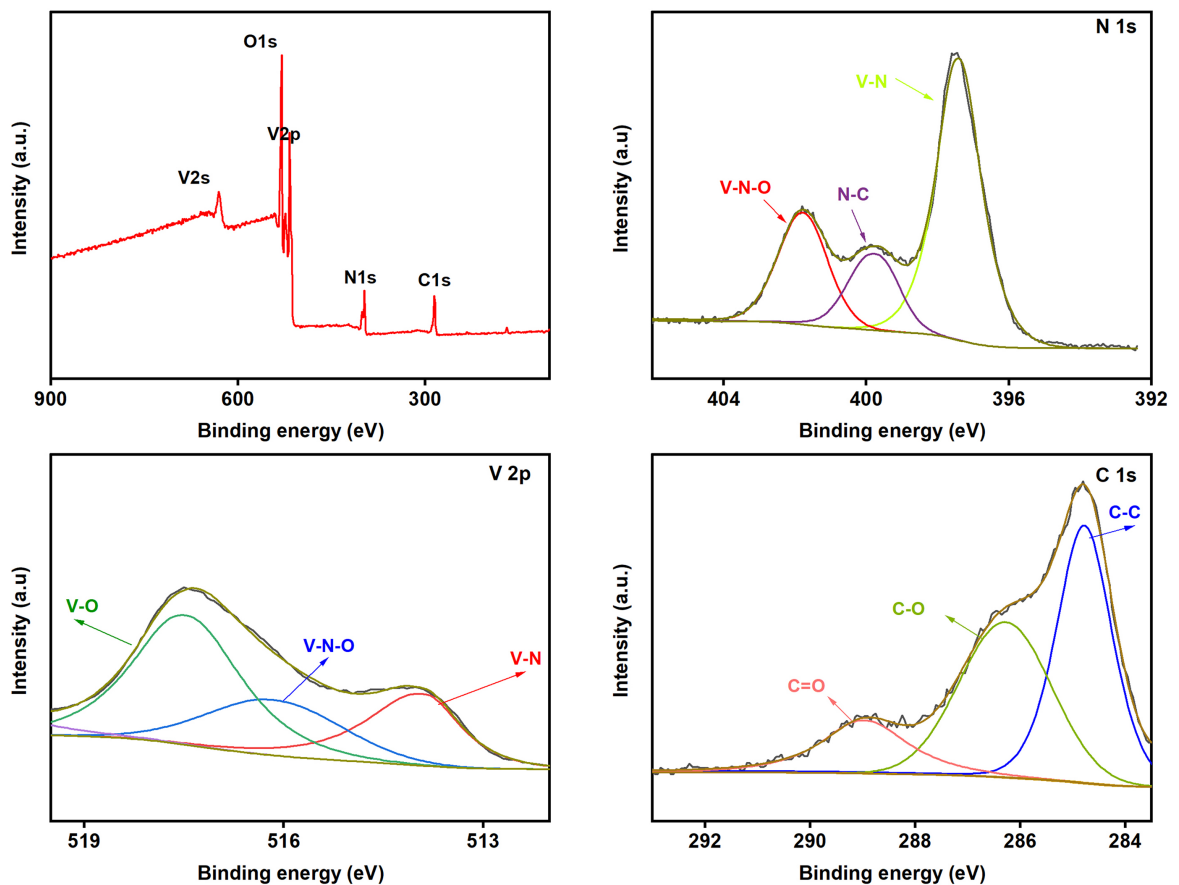 O1s
V2p
V2s
N1s
C1s
Intensity (a.u.)
900
600
300
Binding energy (eV)
N 1s
V-N
V-N-O
N-C
Intensity (a.u)
404
400
396
392
Binding energy (eV)
V 2p
V-O
V-N-O
V-N
Intensity (a.u)
519
516
513
Binding energy (eV)
C 1s
C-C
C-O
C=O
Intensity (a.u.)
292
290
288
286
284
Binding energy (eV)